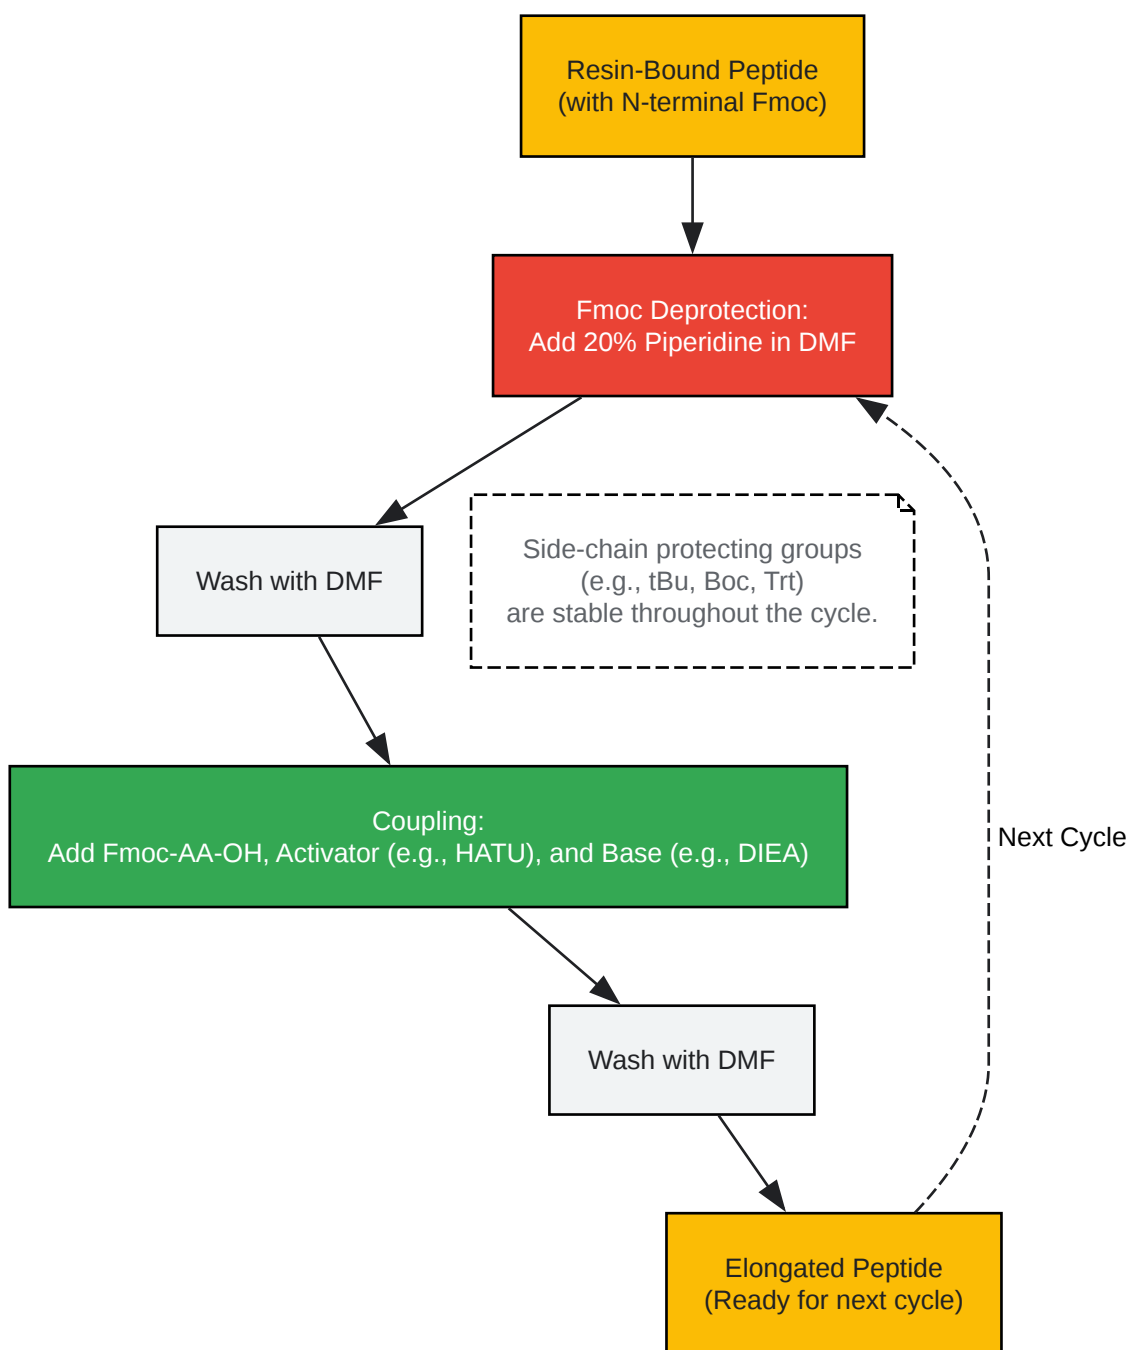 Resin-Bound Peptide
(with N-terminal Fmoc)
Fmoc Deprotection:
Add 20% Piperidine in DMF
Side-chain protecting groups
(e.g., tBu, Boc, Trt)
are stable throughout the cycle.
Wash with DMF
Coupling:
Add Fmoc-AA-OH, Activator (e.g., HATU), and Base (e.g., DIEA)
Next Cycle
Wash with DMF
Elongated Peptide
(Ready for next cycle)